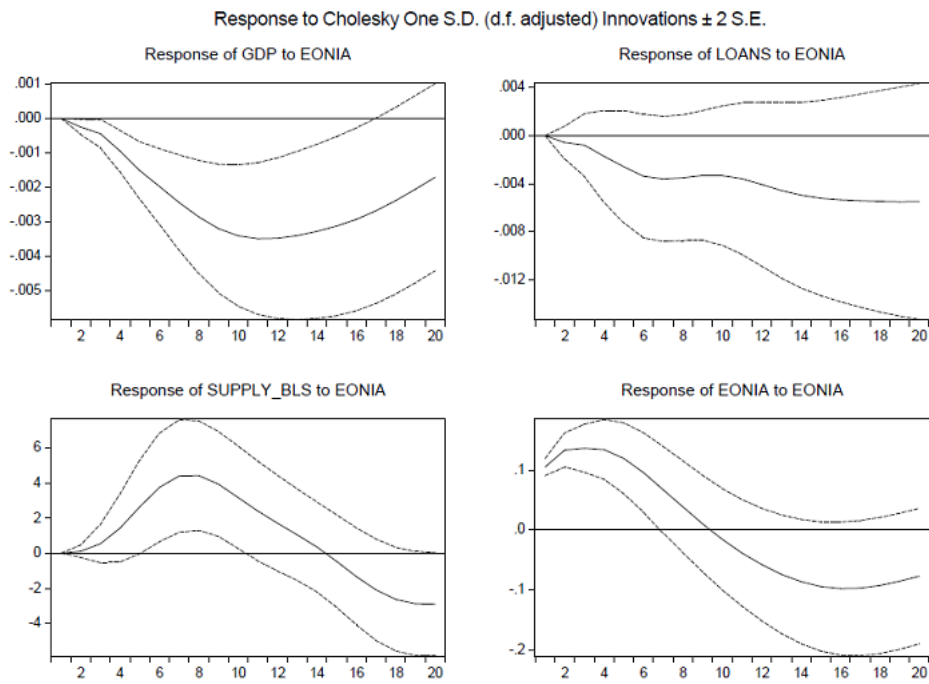 Response to Cholesky One S.D. (d.f. adjusted) Innovations ± 2 S.E.
Response of GDP to EONIA
.001
.000
-.001
-.002
-.003
-.004
-.005
2 4 6 8 10 12 14 16 18 20
Response of LOANS to EONIA
.004
.000
-.004
-.008
-.012
2 4 6 8 10 12 14 16 18 20
Response of SUPPLY_BLS to EONIA
6
4
2
0
-2
-4
2 4 6 8 10 12 14 16 18 20
Response of EONIA to EONIA
.1
.0
-.1
-.2
2 4 6 8 10 12 14 16 18 20